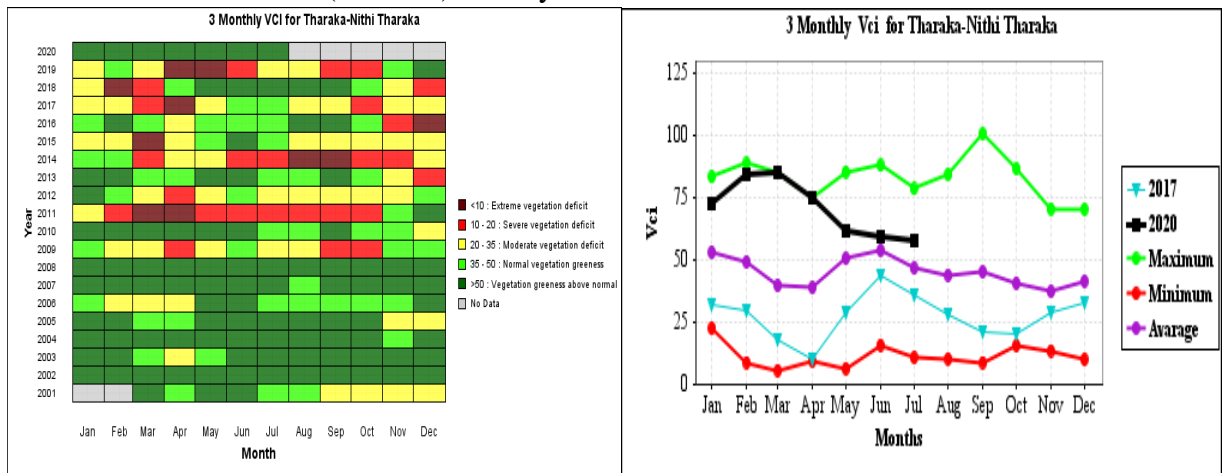 3 Monthly VCI for Tharaka-Nithi Tharaka
2020
2019
2018
2017
2016
2015
2014
2013
2012
2011
2010
2009
2008
2007
2006
2005
2004
2003
2002
2001
Year
Jan Feb Mar Apr May Jun Jul Aug Sep Oct Nov Dec
Month
<10 : Extreme vegetation deficit
10 - 20 : Severe vegetation deficit
20 - 35 : Moderate vegetation deficit
35 - 50 : Normal vegetation greeness
>50 : Vegetation greeness above normal
No Data
3 Monthly Vci for Tharaka-Nithi Tharaka
125
100
75
50
25
0
Vci
Jan Feb Mar Apr May Jun Jul Aug Sep Oct Nov Dec
Months
2017
2020
Maximum
Minimum
Avarage